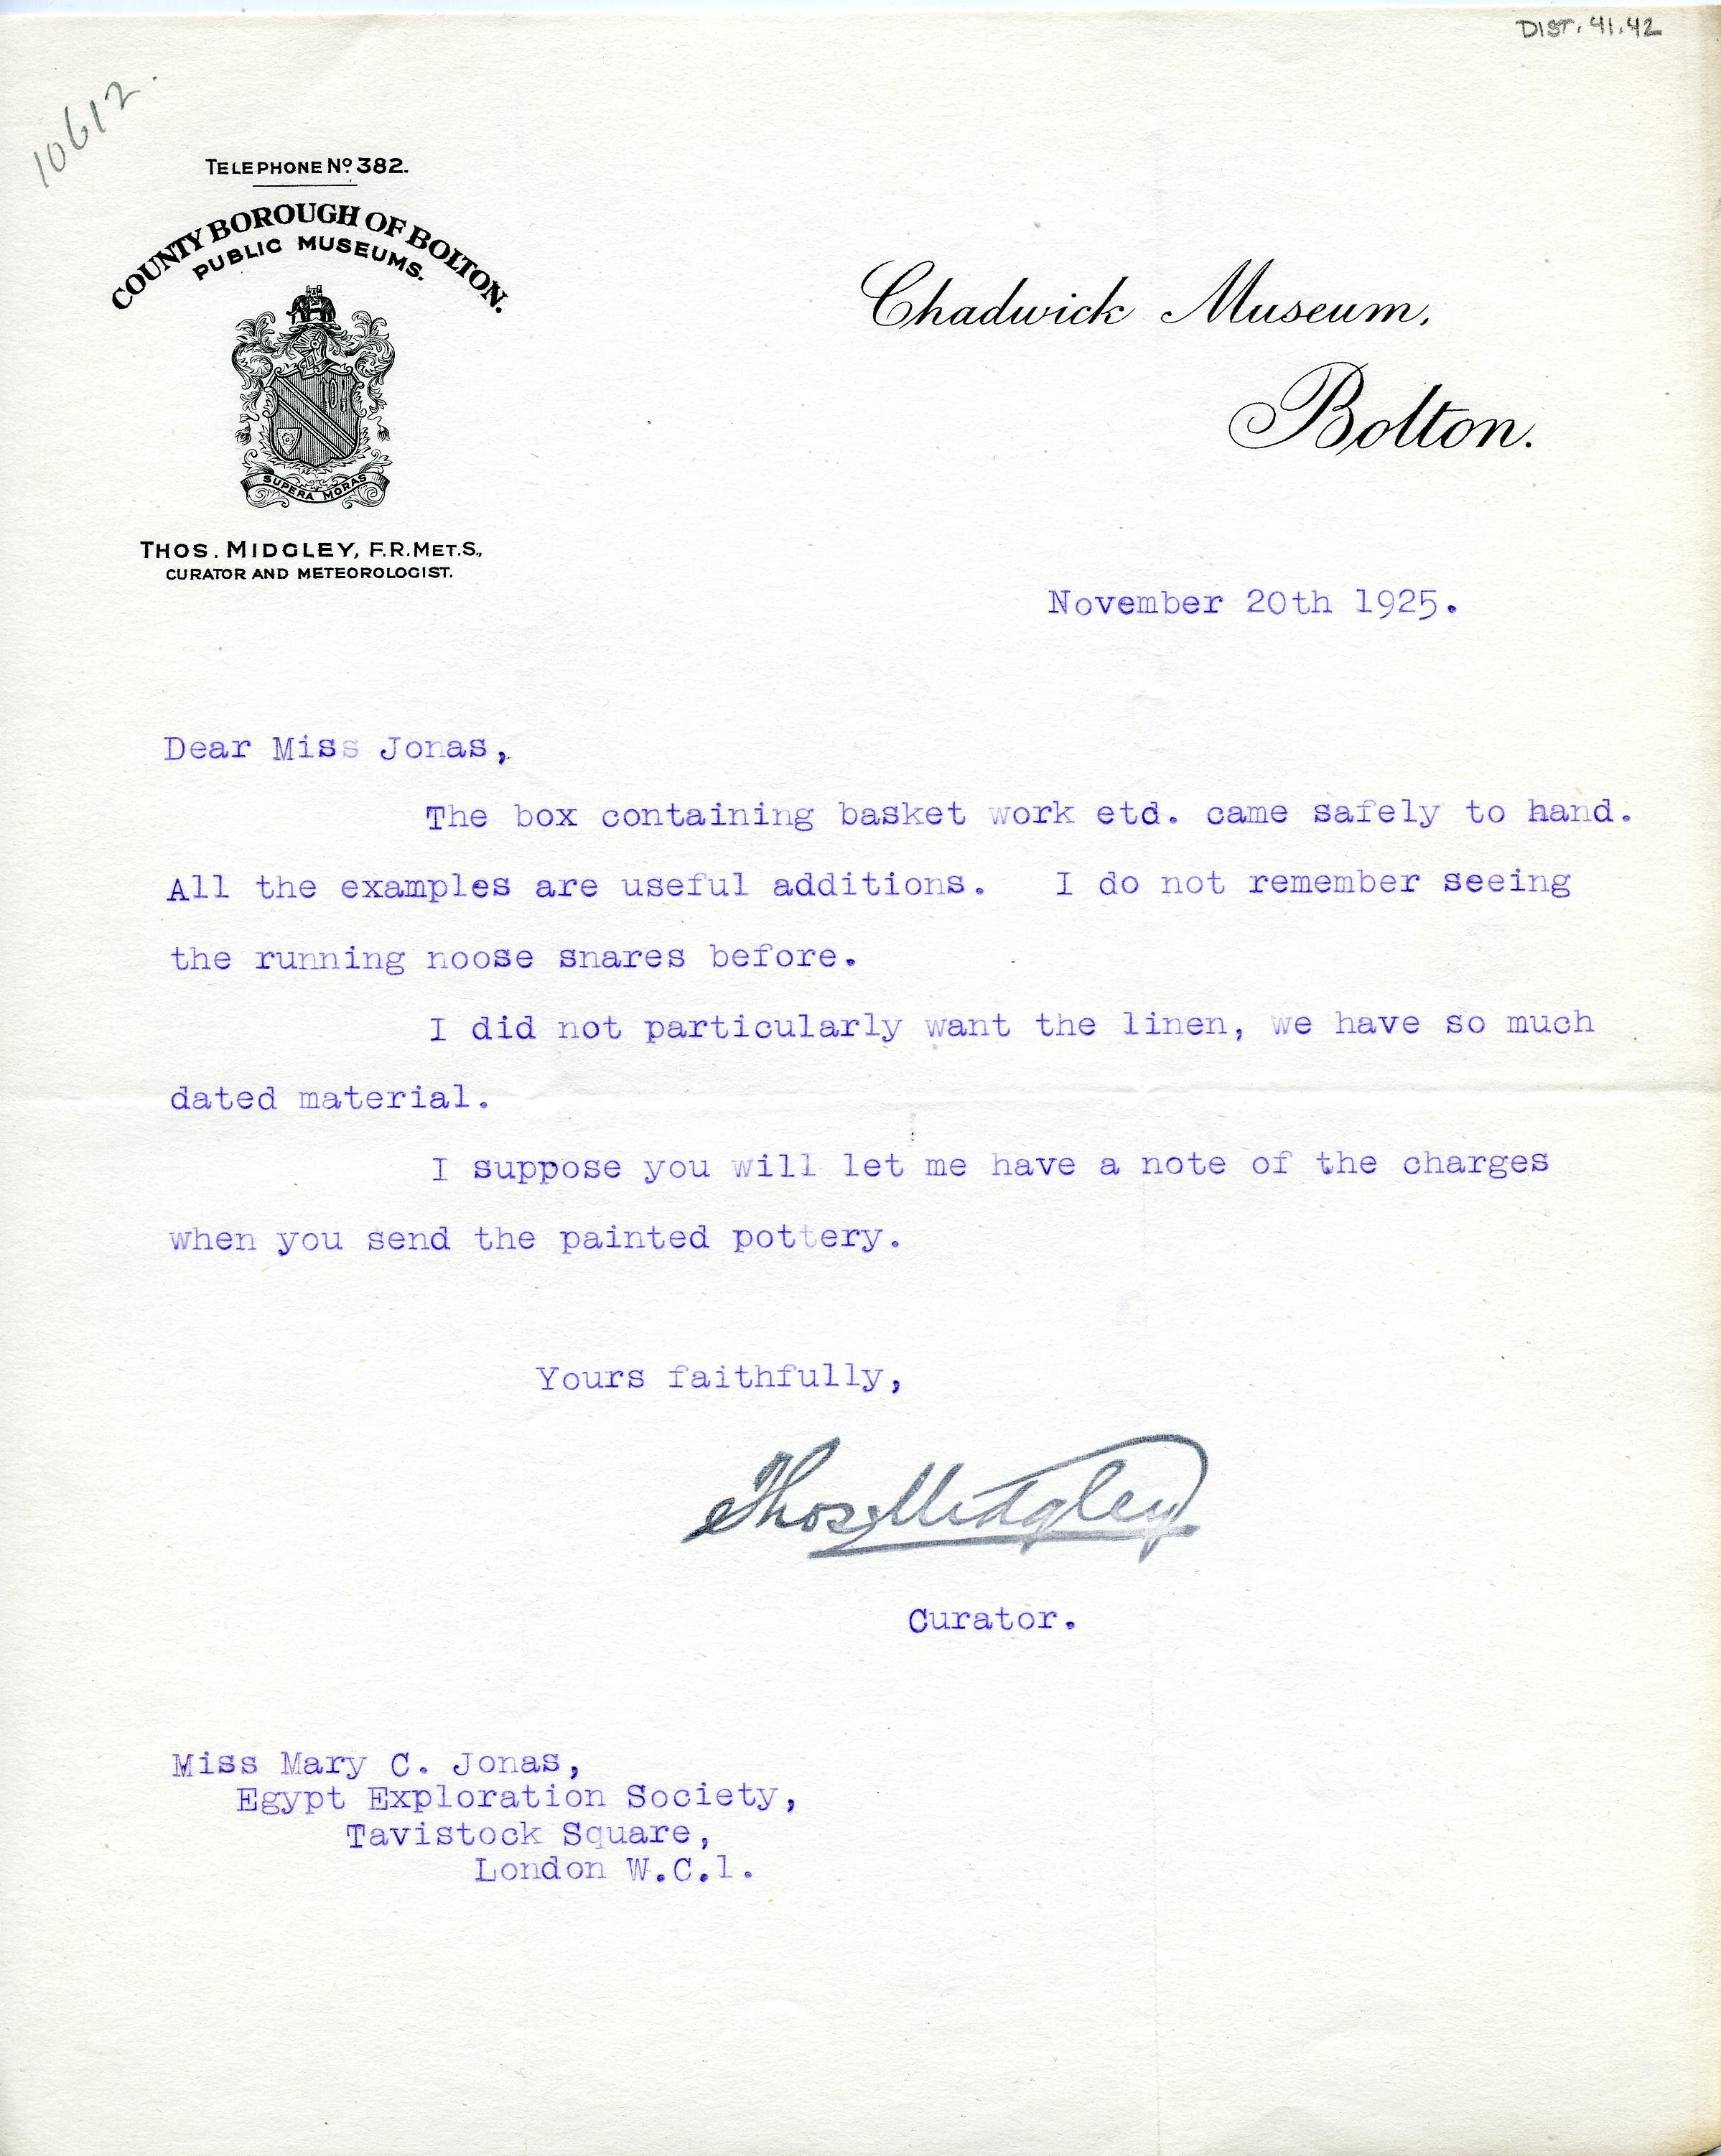 DIST. 41.42
10612.
TELEPHONE Nº 382.
COUNTY BOROUGH OF BOLTON.
PUBLIC MUSEUMS.
SUPERA MORAS
THOS. MIDGLEY, F.R.MET.S.,
CURATOR AND METEOROLOGIST.
Chadwick Museum,
Bolton.
November 20th 1925.
Dear Miss Jonas,
The box containing basket work etd. came safely to hand.
All the examples are useful additions. I do not remember seeing
the running noose snares before.
I did not particularly want the linen, we have so much
dated material.
I suppose you will let me have a note of the charges
when you send the painted pottery.
Yours faithfully,
Thos. Midgley
Curator.
Miss Mary C. Jonas,
Egypt Exploration Society,
Tavistock Square,
London W.C.1.